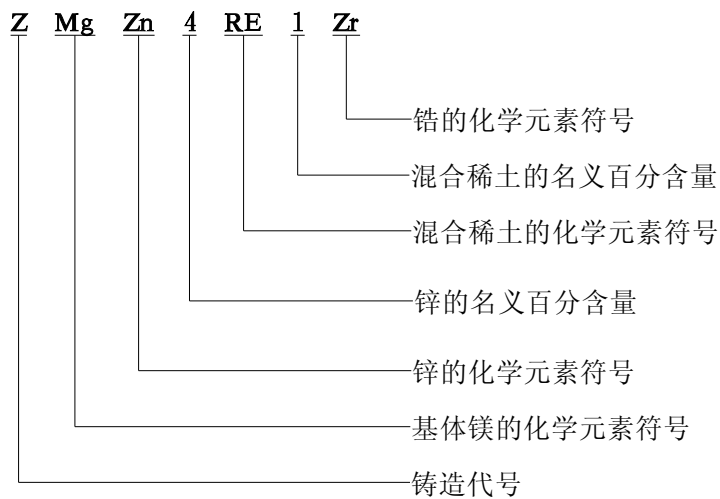 Z Mg Zn 4 RE 1 Zr
锆的化学元素符号
混合稀土的名义百分含量
混合稀土的化学元素符号
锌的名义百分含量
锌的化学元素符号
基体镁的化学元素符号
铸造代号